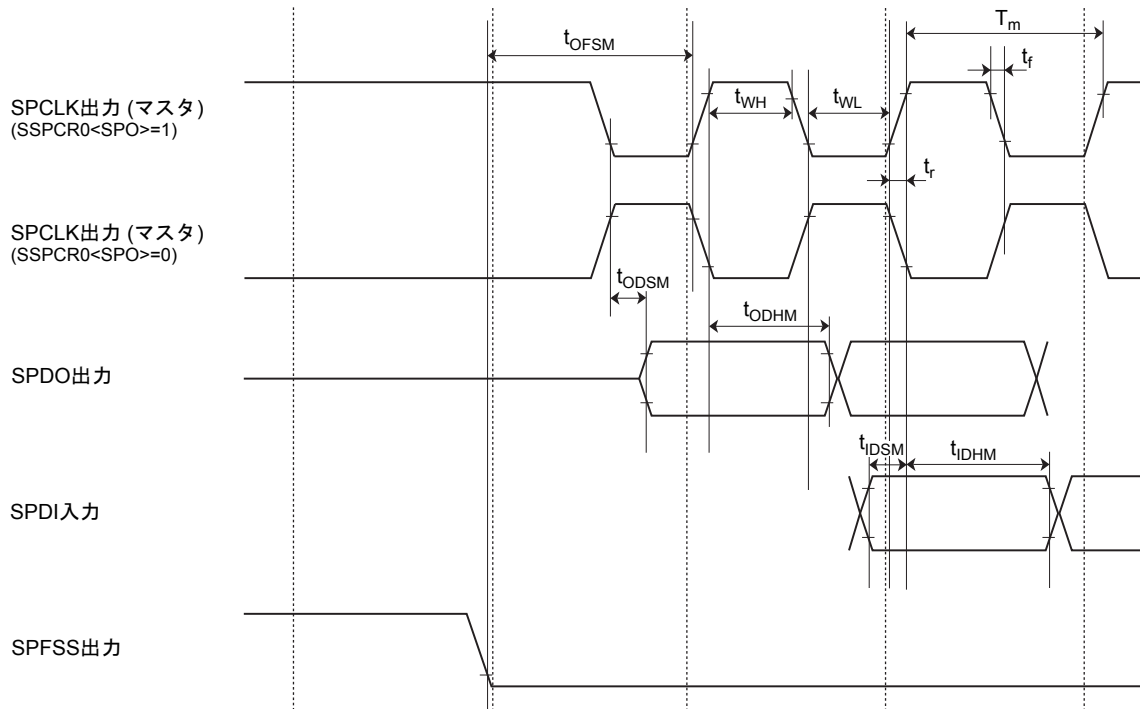 t_OFSM
T_m
t_f
SPCLK出力 (マスタ)
(SSPCR0<SPO>=1)
t_WH
t_WL
t_r
SPCLK出力 (マスタ)
(SSPCR0<SPO>=0)
t_ODSM
t_ODHM
SPDO出力
t_IDSM
t_IDHM
SPDI入力
SPFSS出力